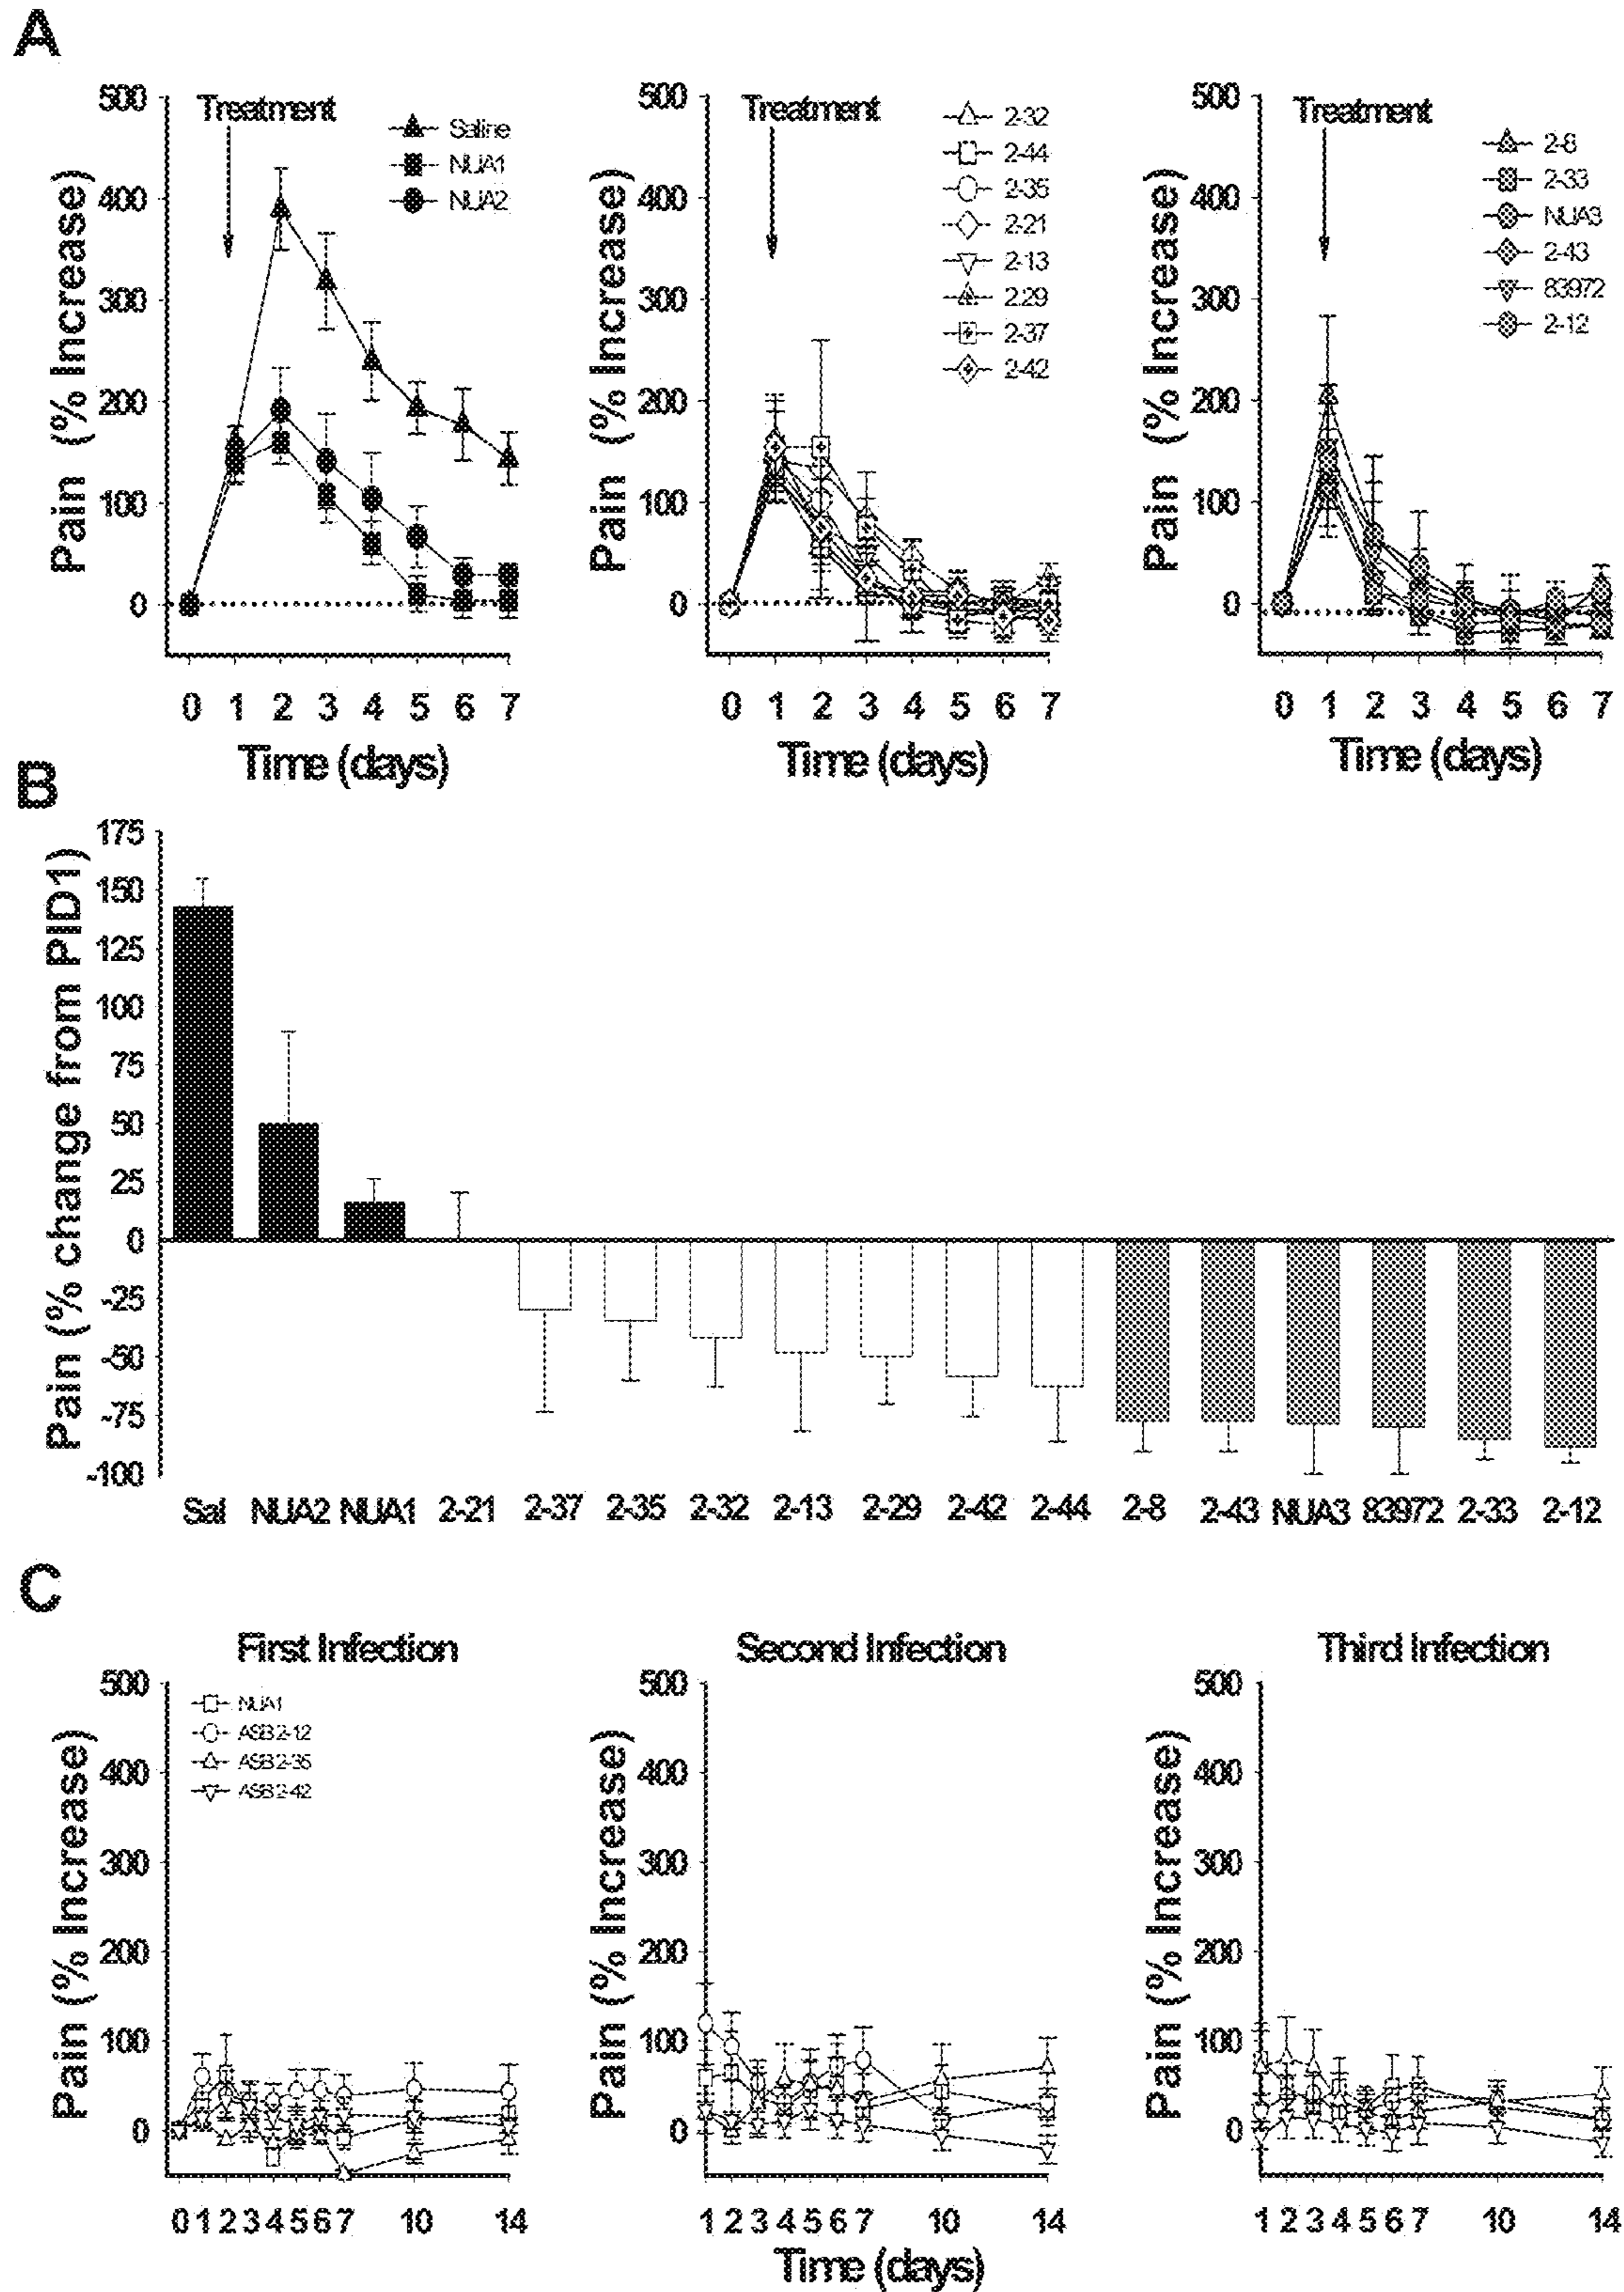 A
500
400
300
200
100
0
Pain (% Increase)
Treatment
Saline
NUA1
NUA2
0 1 2 3 4 5 6 7
Time (days)
500
400
300
200
100
0
Pain (% Increase)
Treatment
2-32
2-44
2-35
2-21
2-13
2.29
2-37
2-42
0 1 2 3 4 5 6 7
Time (days)
500
400
300
200
100
0
Pain (% Increase)
Treatment
2-8
2-33
NUA3
2-43
83972
2-12
0 1 2 3 4 5 6 7
Time (days)
B
175
150
125
100
75
50
25
0
-25
-50
-75
-100
Pain (% change from PID1)
Sal NUA2 NUA1 2-21 2-37 2-35 2-32 2-13 2-29 2-42 2-44 2-8 2-43 NUA3 83972 2-33 2-12
C
First Infection
500
400
300
200
100
0
Pain (% Increase)
NUA1
ASB2-12
ASB2-35
ASB2-42
0 1 2 3 4 5 6 7 10 14
Second Infection
500
400
300
200
100
0
Pain (% Increase)
1 2 3 4 5 6 7 10 14
Time (days)
Third Infection
500
400
300
200
100
0
Pain (% Increase)
1 2 3 4 5 6 7 10 14